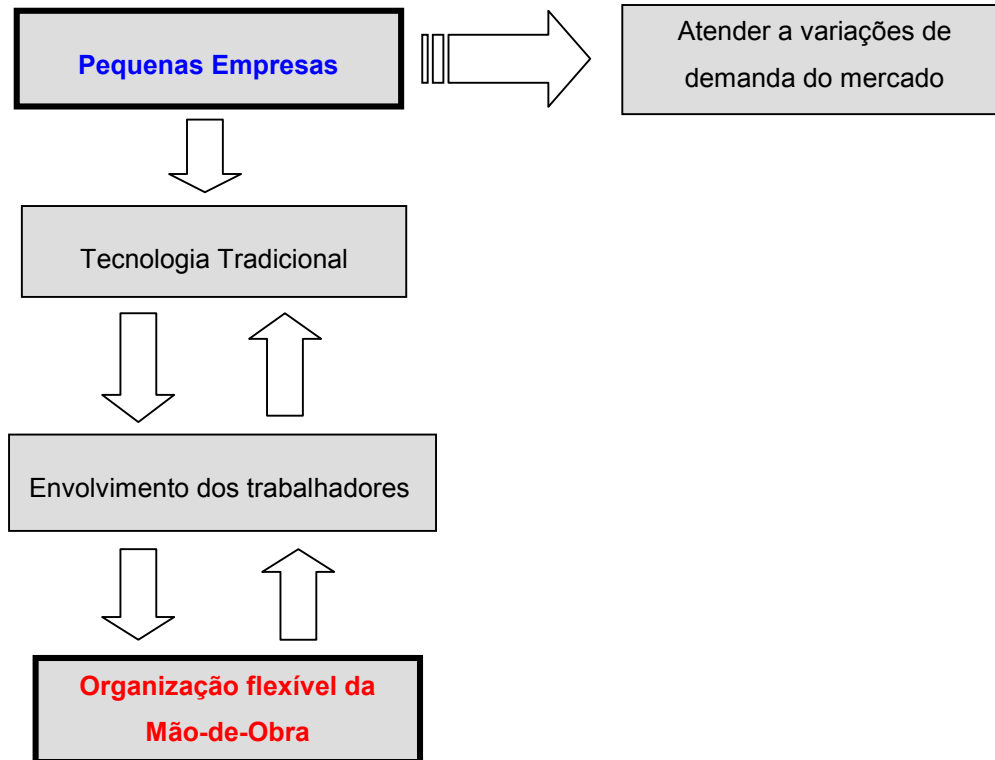 Pequenas Empresas
Atender a variações de
demanda do mercado
Tecnologia Tradicional
Envolvimento dos trabalhadores
Organização flexível da
Mão-de-Obra